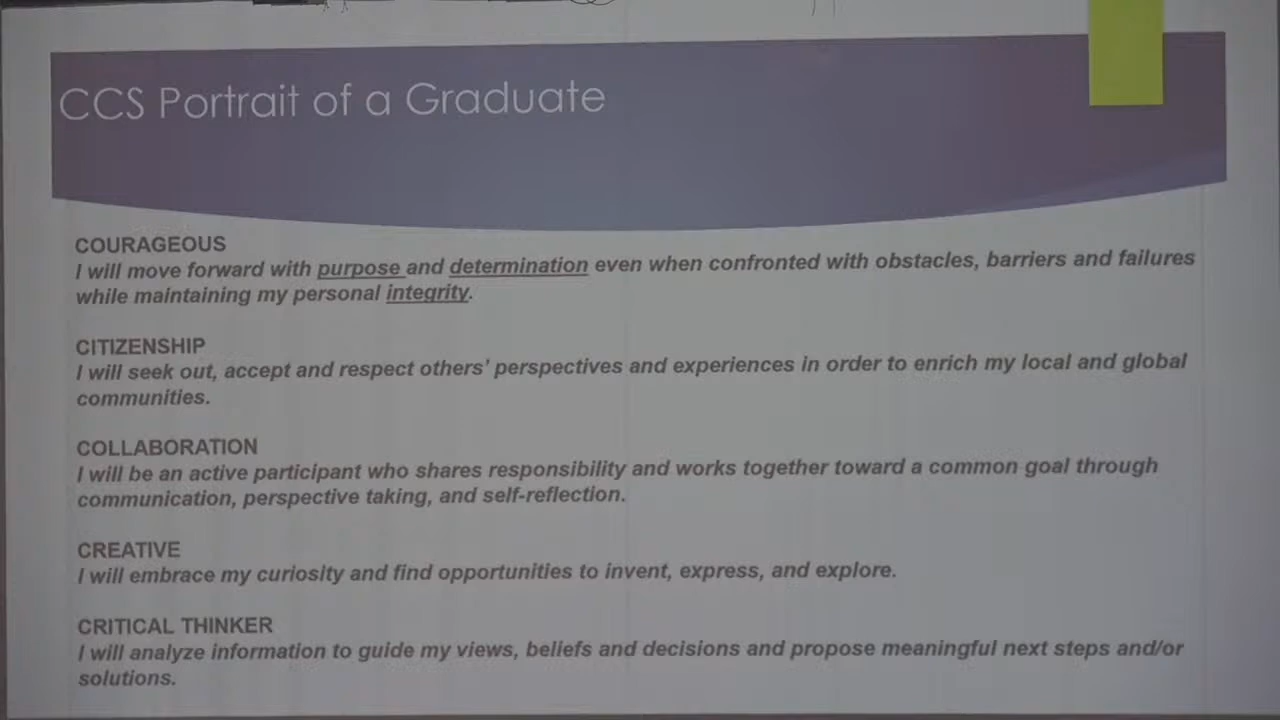 CCS Portrait of a Graduate
COURAGEOUS
I will move forward with purpose and determination even when confronted with obstacles, barriers and failures
while maintaining my personal integrity.
CITIZENSHIP
I will seek out, accept and respect others’ perspectives and experiences in order to enrich my local and global
communities.
COLLABORATION
I will be an active participant who shares responsibility and works together toward a common goal through
communication, perspective taking, and self-reflection.
CREATIVE
I will embrace my curiosity and find opportunities to invent, express, and explore.
CRITICAL THINKER
I will analyze information to guide my views, beliefs and decisions and propose meaningful next steps and/or
solutions.